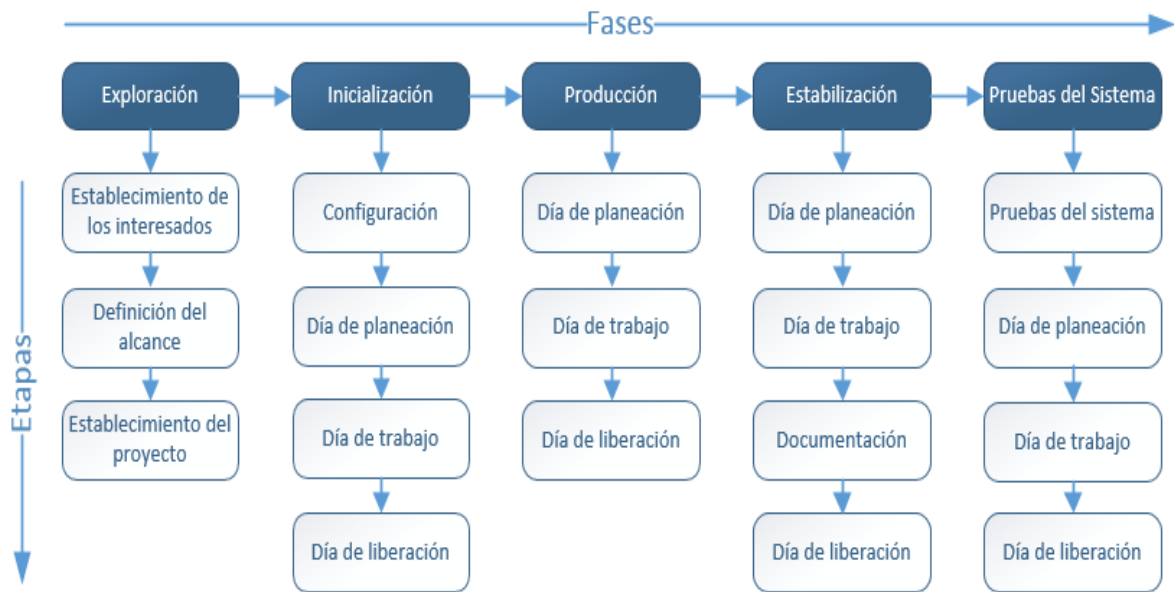 Fases
Exploración
Inicialización
Producción
Estabilización
Pruebas del Sistema
Etapas
Establecimiento de
los interesados
Definición del
alcance
Establecimiento del
proyecto
Configuración
Día de planeación
Día de trabajo
Día de liberación
Día de planeación
Día de trabajo
Día de liberación
Día de planeación
Día de trabajo
Documentación
Día de liberación
Pruebas del sistema
Día de planeación
Día de trabajo
Día de liberación